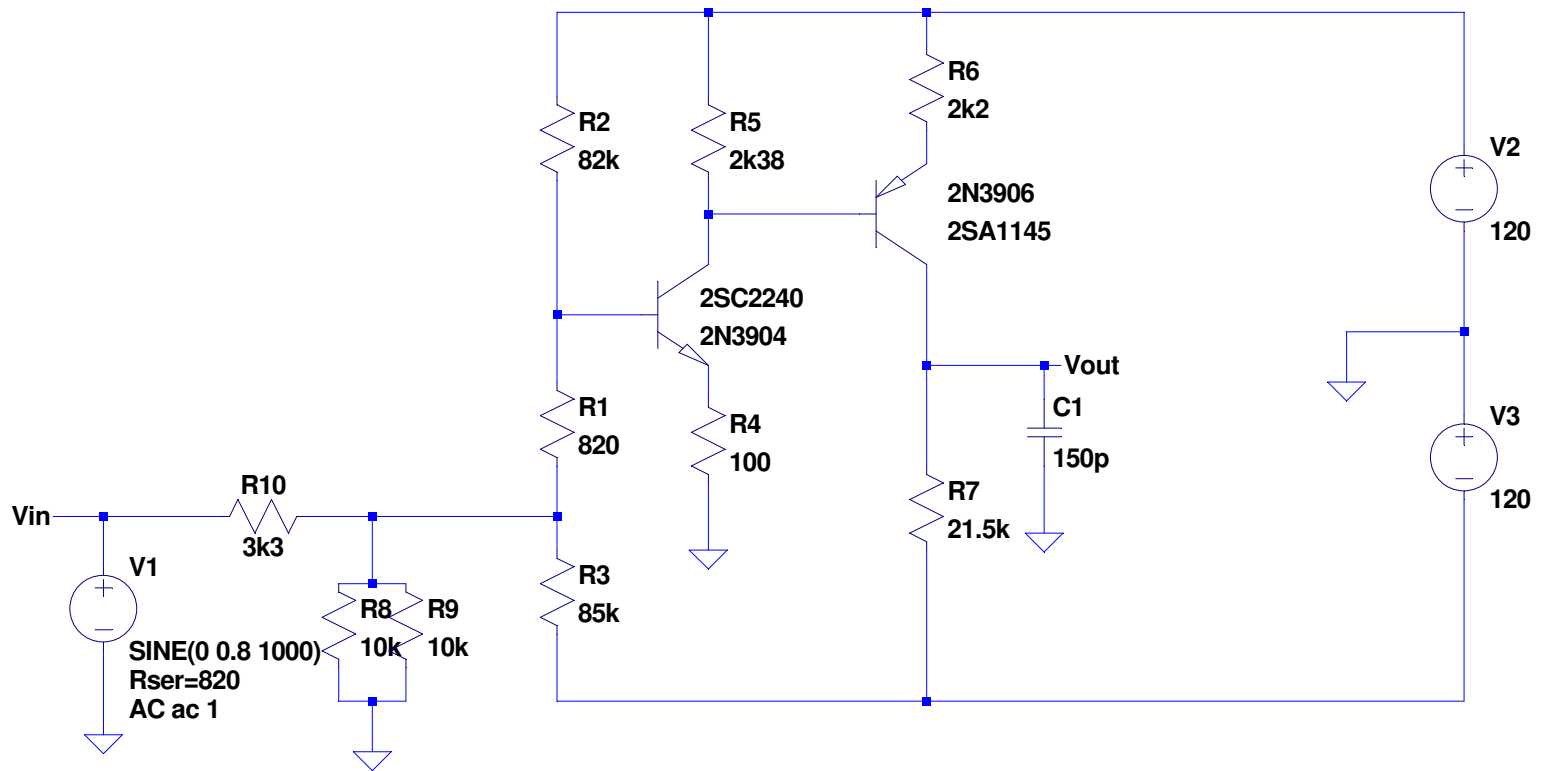 R6
2k2
R2
82k
R5
2k38
V2
120
2N3906
2SA1145
2SC2240
2N3904
Vout
C1
150p
R1
820
R4
100
V3
120
R10
3k3
Vin
R7
21.5k
V1
SINE(0 0.8 1000)
Rser=820
AC ac 1
R8
10k
R9
10k
R3
85k